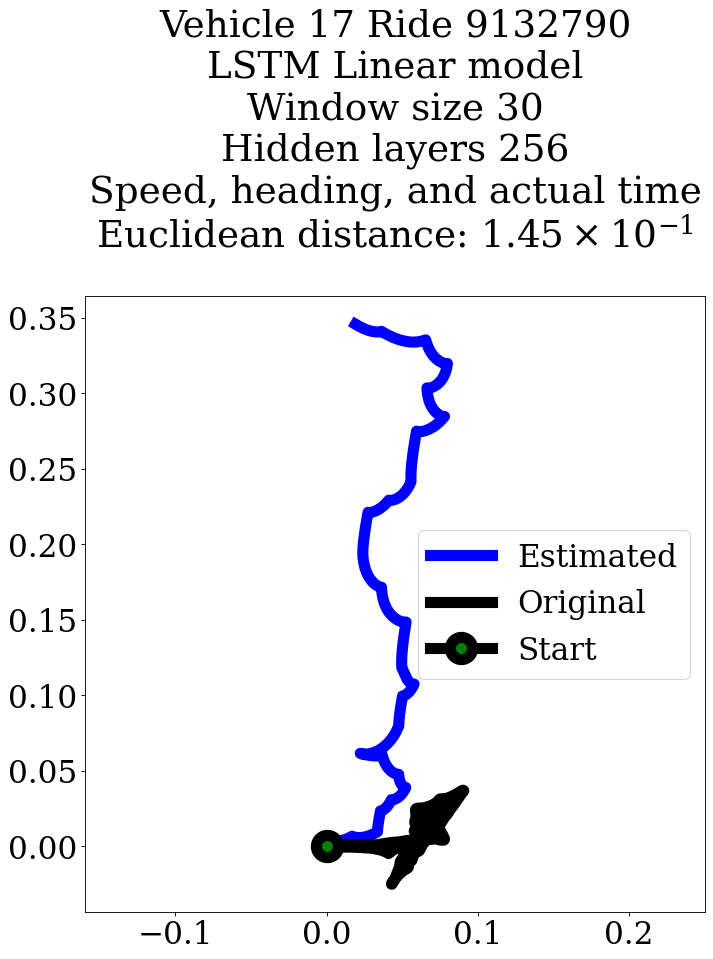 Vehicle 17 Ride 9132790
LSTM Linear model
Window size 30
Hidden layers 256
Speed, heading, and actual time
Euclidean distance: 1.45 × 10⁻¹
0.35
0.30
0.25
0.20
0.15
0.10
0.05
0.00
Estimated
Original
Start
−0.1 0.0 0.1 0.2